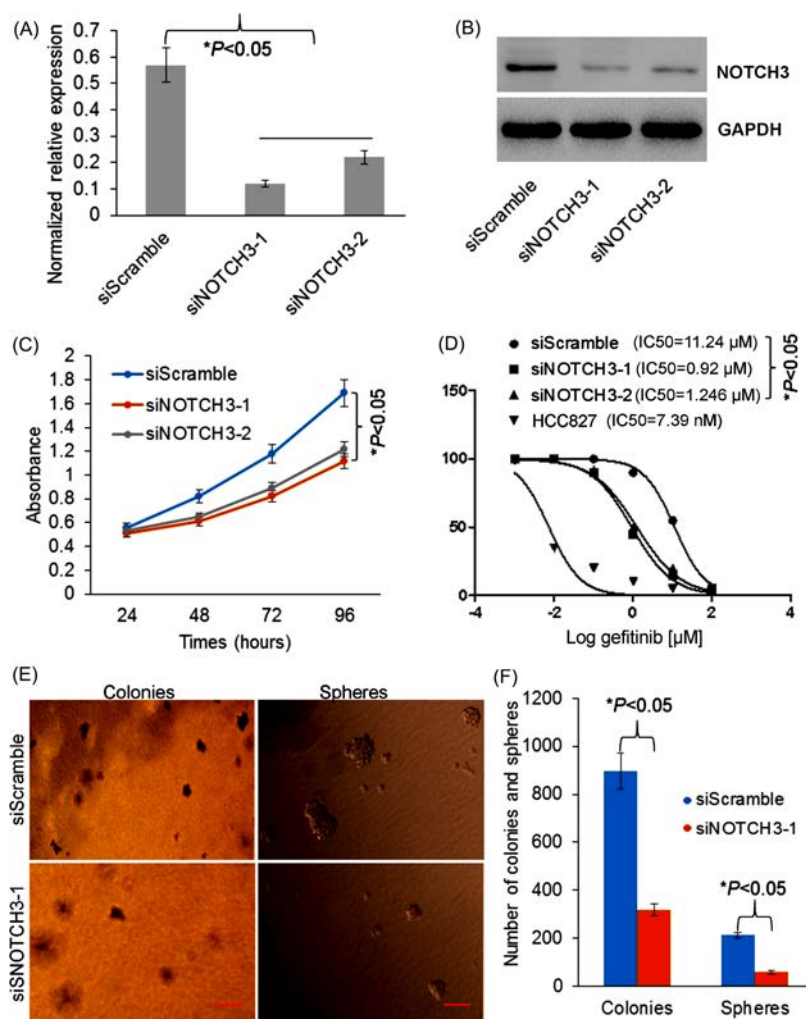 (A)
Normalized relative expression
0.7
0.6
0.5
0.4
0.3
0.2
0.1
0
*P<0.05
siScramble
siNOTCH3-1
siNOTCH3-2
(B)
NOTCH3
GAPDH
siScramble
siNOTCH3-1
siNOTCH3-2
(C)
Absorbance
2
1.8
1.6
1.4
1.2
1
0.8
0.6
0.4
0.2
0
siScramble
siNOTCH3-1
siNOTCH3-2
*P<0.05
24 48 72 96
Times (hours)
(D)
siScramble (IC50=11.24 µM)
siNOTCH3-1 (IC50=0.92 µM)
siNOTCH3-2 (IC50=1.246 µM)
HCC827 (IC50=7.39 nM)
*P<0.05
100
50
0
-4 -2 0 2 4
Log gefitinib [µM]
(E)
Colonies Spheres
siScramble
siSNOTCH3-1
(F)
Number of colonies and spheres
1200
1000
800
600
400
200
0
*P<0.05
siScramble
siNOTCH3-1
*P<0.05
Colonies Spheres